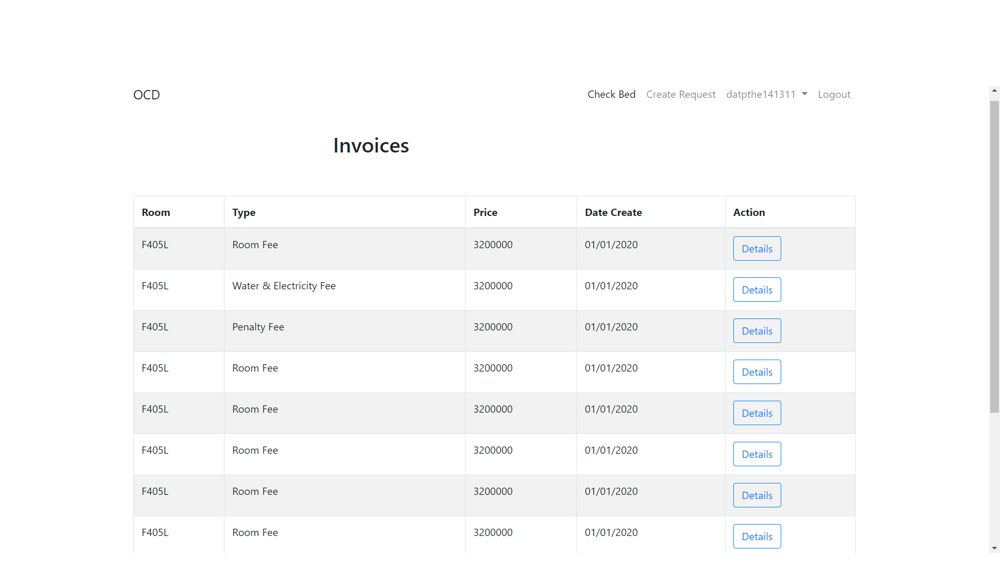 OCD Check Bed Create Request datpthe141311 Logout
Invoices
Room Type Price Date Create Action
F405L Room Fee 3200000 01/01/2020 Details
F405L Water & Electricity Fee 3200000 01/01/2020 Details
F405L Penalty Fee 3200000 01/01/2020 Details
F405L Room Fee 3200000 01/01/2020 Details
F405L Room Fee 3200000 01/01/2020 Details
F405L Room Fee 3200000 01/01/2020 Details
F405L Room Fee 3200000 01/01/2020 Details
F405L Room Fee 3200000 01/01/2020 Details